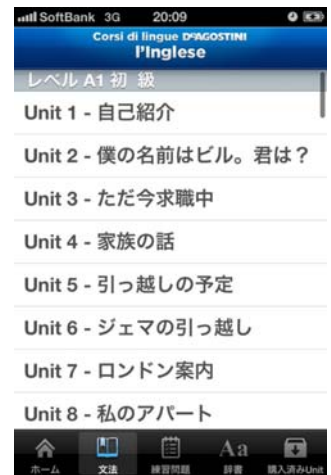 SoftBank 3G 20:09
Corsi di lingue DeAGOSTINI
l'Inglese
レベル A1 初 級
Unit 1 - 自己紹介
Unit 2 - 僕の名前はビル。君は？
Unit 3 - ただ今求職中
Unit 4 - 家族の話
Unit 5 - 引っ越しの予定
Unit 6 - ジェマの引っ越し
Unit 7 - ロンドン案内
Unit 8 - 私のアパート
Aa
ホーム 文法 練習問題 辞書 購入済みUnit